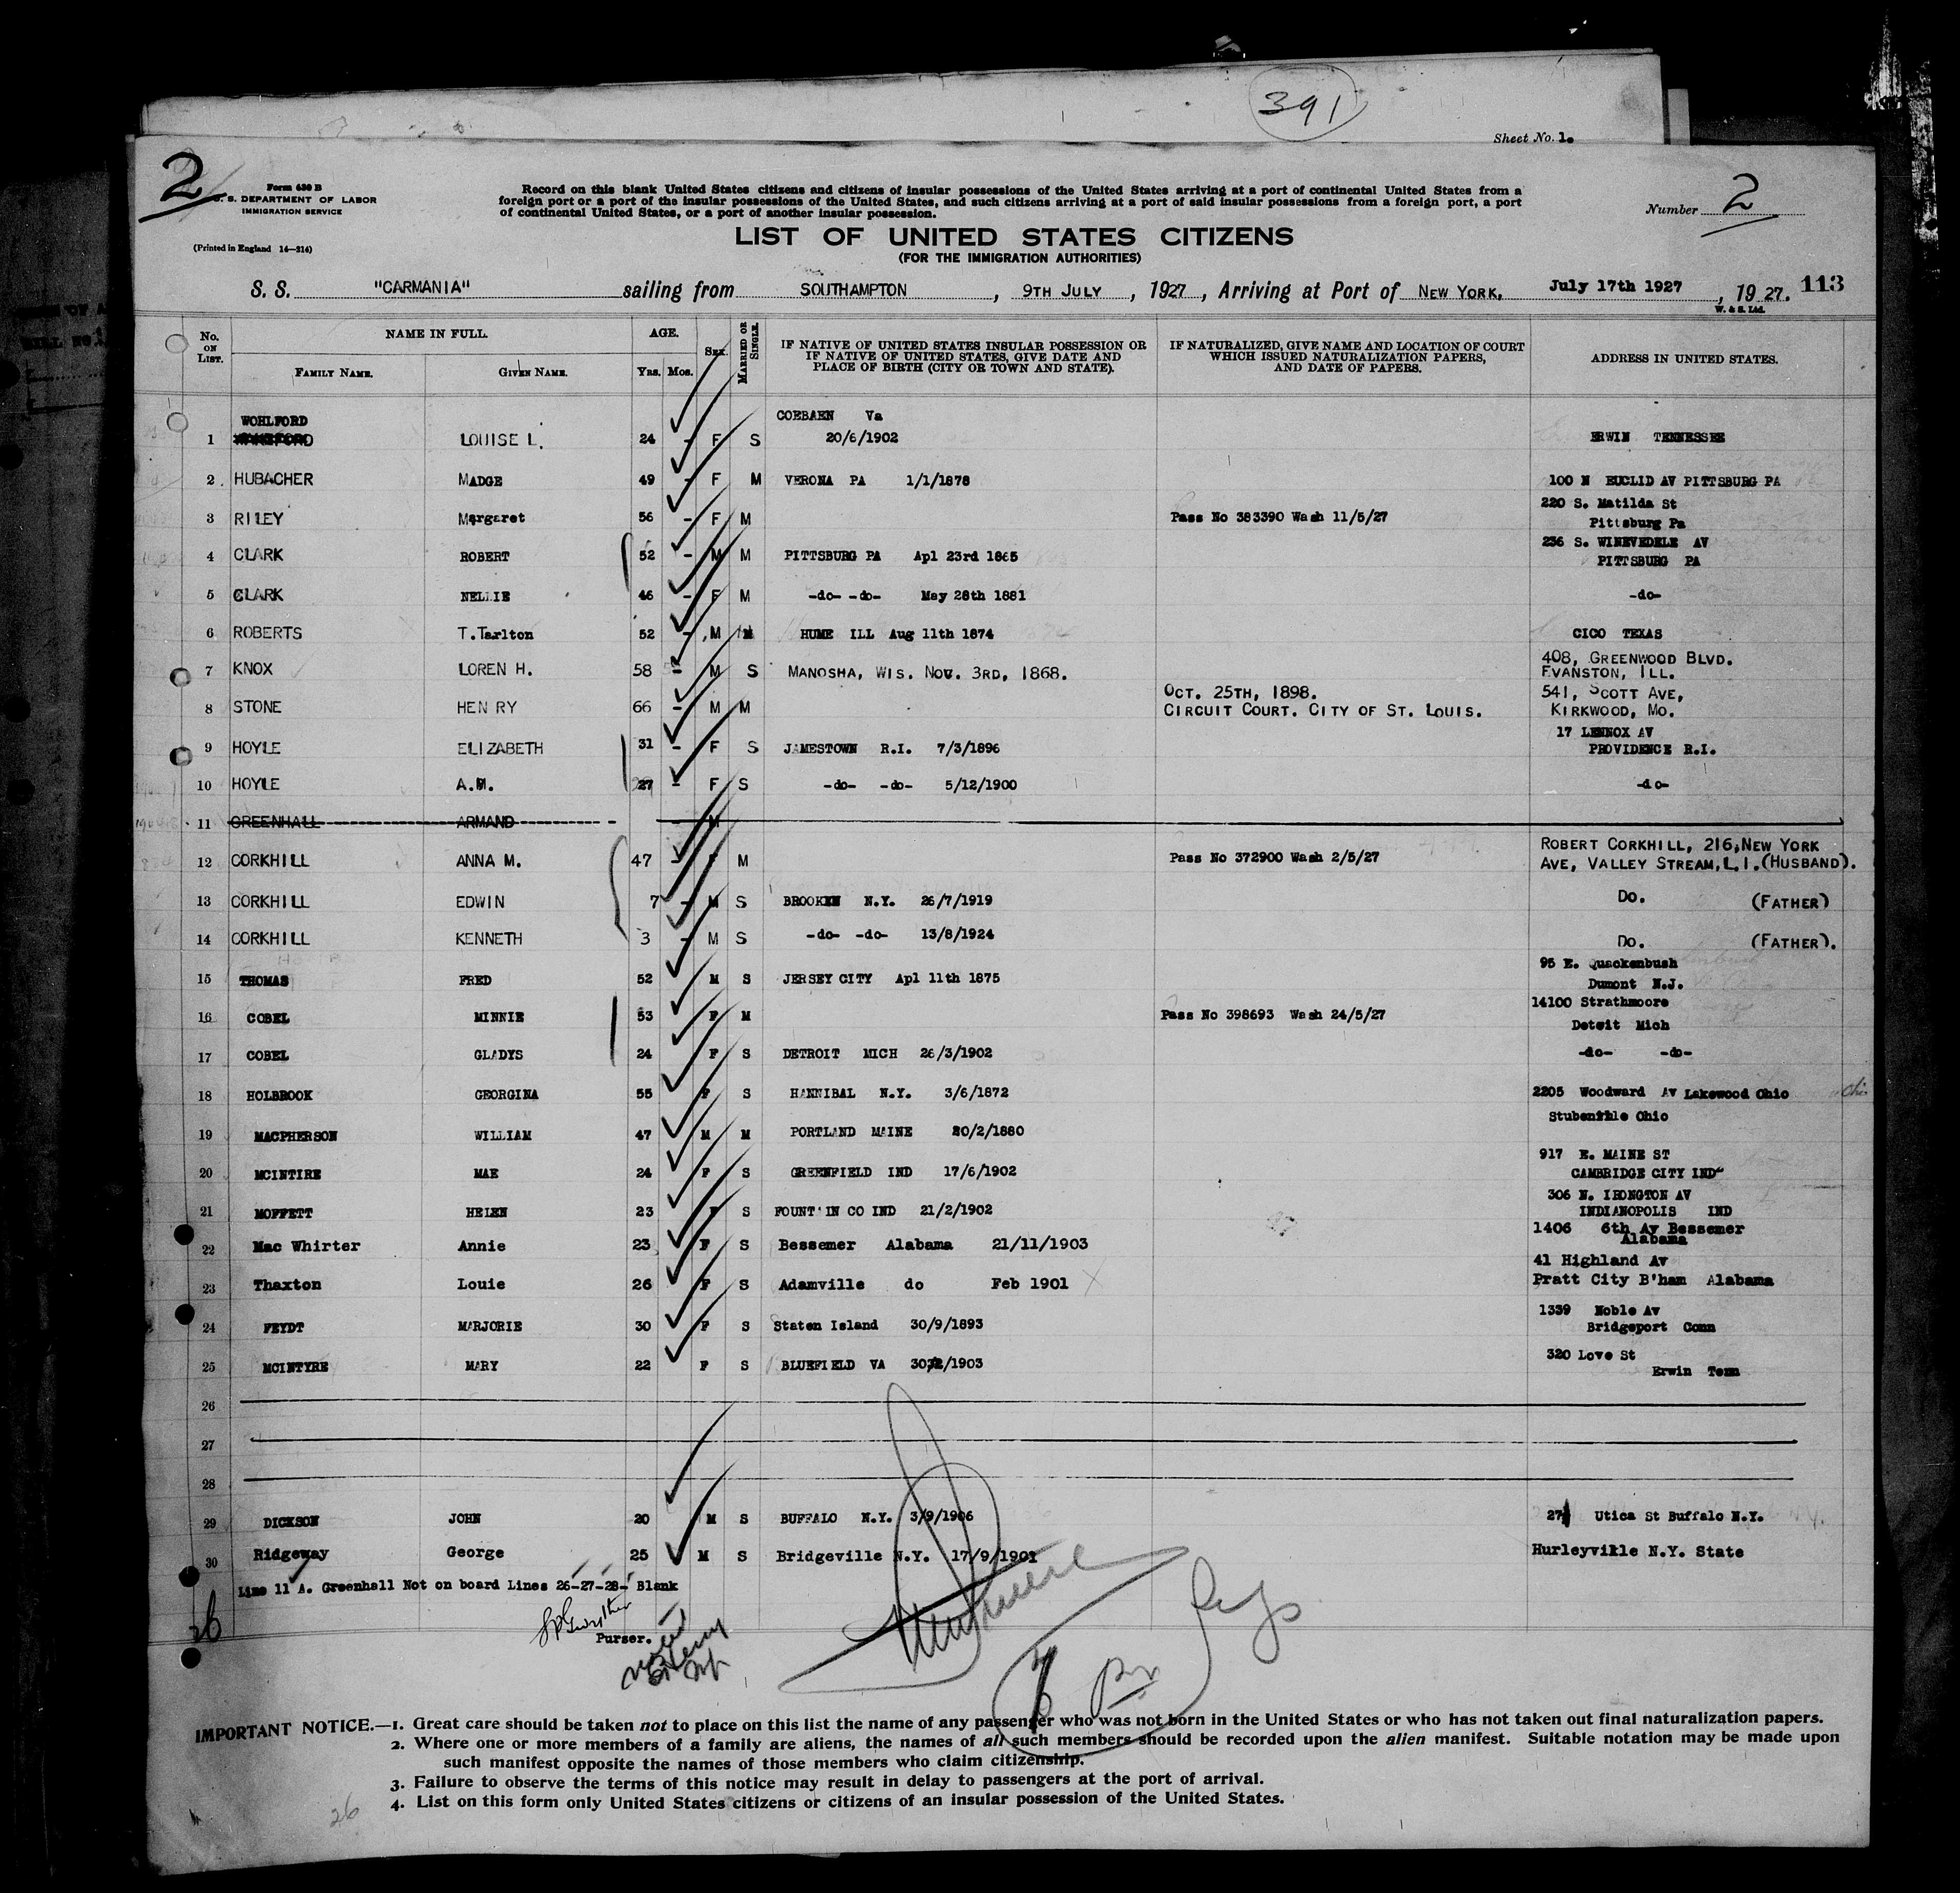 391
Sheet No. 1.
2
Form 630 B
U. S. DEPARTMENT OF LABOR
IMMIGRATION SERVICE
(Printed in England 14—214)
Record on this blank United States citizens and citizens of insular possessions of the United States arriving at a port of continental United States from a
foreign port or a port of the insular possessions of the United States, and such citizens arriving at a port of said insular possessions from a foreign port, a port
of continental United States, or a port of another insular possession.
Number 2
LIST OF UNITED STATES CITIZENS
(FOR THE IMMIGRATION AUTHORITIES)
S. S. "CARMANIA" sailing from SOUTHAMPTON, 9TH JULY, 1927, Arriving at Port of NEW YORK, July 17th 1927, 1927. 113
W. & S. Ltd.
No. ON LIST. NAME IN FULL. FAMILY NAME. GIVEN NAME. AGE. Yrs. Mos. SEX. MARRIED OR SINGLE. IF NATIVE OF UNITED STATES INSULAR POSSESSION OR IF NATIVE OF UNITED STATES, GIVE DATE AND PLACE OF BIRTH (CITY OR TOWN AND STATE). IF NATURALIZED, GIVE NAME AND LOCATION OF COURT WHICH ISSUED NATURALIZATION PAPERS, AND DATE OF PAPERS. ADDRESS IN UNITED STATES.
1 WOHLFORD LOUISE L. 24 - F S COEBAEN Va 20/6/1902 ERWIN TENNESSEE
2 HUBACHER MADGE 49 - F M VERONA PA 1/1/1878 100 N EUCLID AV PITTSBURG PA
3 RILEY Margaret 56 - F M Pass No 383390 Wash 11/5/27 220 S. Matilda St Pittsburg Pa
4 CLARK ROBERT 52 - M M PITTSBURG PA Apl 23rd 1865 236 S. WINEVEDELE AV PITTSBURG PA
5 CLARK NELLIE 46 - F M -do- -do- May 28th 1881 -do-
6 ROBERTS T.Tarlton 52 - M M HUME ILL Aug 11th 1874 CICO TEXAS
7 KNOX LOREN H. 58 - M S MANOSHA, WIS. NOV. 3RD, 1868. 408, GREENWOOD BLVD. EVANSTON, ILL.
8 STONE HENRY 66 - M M OCT. 25TH, 1898. CIRCUIT COURT. CITY OF ST. LOUIS. 541, SCOTT AVE, KIRKWOOD, MO.
9 HOYLE ELIZABETH 31 - F S JAMESTOWN R.I. 7/3/1896 17 LENNOX AV PROVIDENCE R.I.
10 HOYLE A.M. 27 - F S -do- -do- 5/12/1900 -do-
11 GREENHALL ARMAND - M
12 CORKHILL ANNA M. 47 - F M Pass No 372900 Wash 2/5/27 ROBERT CORKHILL, 216, NEW YORK AVE, VALLEY STREAM, L.I. (HUSBAND).
13 CORKHILL EDWIN 7 - M S BROOKEN N.Y. 26/7/1919 DO. (FATHER)
14 CORKHILL KENNETH 3 - M S -do- -do- 13/8/1924 DO. (FATHER).
15 THOMAS FRED 52 M S JERSEY CITY Apl 11th 1875 95 E. Quackenbush Dumont N.J.
16 COBEL MINNIE 53 F M Pass No 398693 Wash 24/5/27 14100 Strathmore Detoit Mich
17 COBEL GLADYS 24 F S DETROIT MICH 26/3/1902 -do- -do-
18 HOLBROOK GEORGINA 55 F S HANNIBAL N.Y. 3/6/1872 2205 Woodward Av Lakewood Ohio
19 MACPHERSON WILLIAM 47 M M PORTLAND MAINE 20/2/1880 Stubenville Ohio
20 MCINTIRE MAE 24 F S GREENFIELD IND 17/6/1902 917 E. MAINE ST CAMBRIDGE CITY IND
21 MOFFETT HELEN 23 F S FOUNT IN CO IND 21/2/1902 306 N. IRONGTON AV INDIANOPOLIS IND
22 Mac Whirter Annie 23 F S Bessemer Alabama 21/11/1903 1406 6th Av Bessemer Alabama
23 Thaxton Louie 26 F S Adamville do Feb 1901 41 Highland Av Pratt City B'ham Alabama
24 FEYDT MARJORIE 30 F S Staten Island 30/9/1893 1339 Noble Av Bridgeport Conn
25 MCINTYRE MARY 22 F S BLUEFIELD VA 320 Love St Erwin Tenn
26
27
28
29 DICKSON JOHN 20 M S BUFFALO N.Y. 3/9/1906 27 Utica St Buffalo N.Y.
30 Ridgeway George 25 M S Bridgeville N.Y. 17/9/1901 Hurleyville N.Y. State
Line 11 A. Greenhall Not on board Lines 26-27-28- Blank
26
Purser.
IMPORTANT NOTICE.—1. Great care should be taken not to place on this list the name of any passenger who was not born in the United States or who has not taken out final naturalization papers.
2. Where one or more members of a family are aliens, the names of all such members should be recorded upon the alien manifest. Suitable notation may be made upon
such manifest opposite the names of those members who claim citizenship.
3. Failure to observe the terms of this notice may result in delay to passengers at the port of arrival.
4. List on this form only United States citizens or citizens of an insular possession of the United States.
26